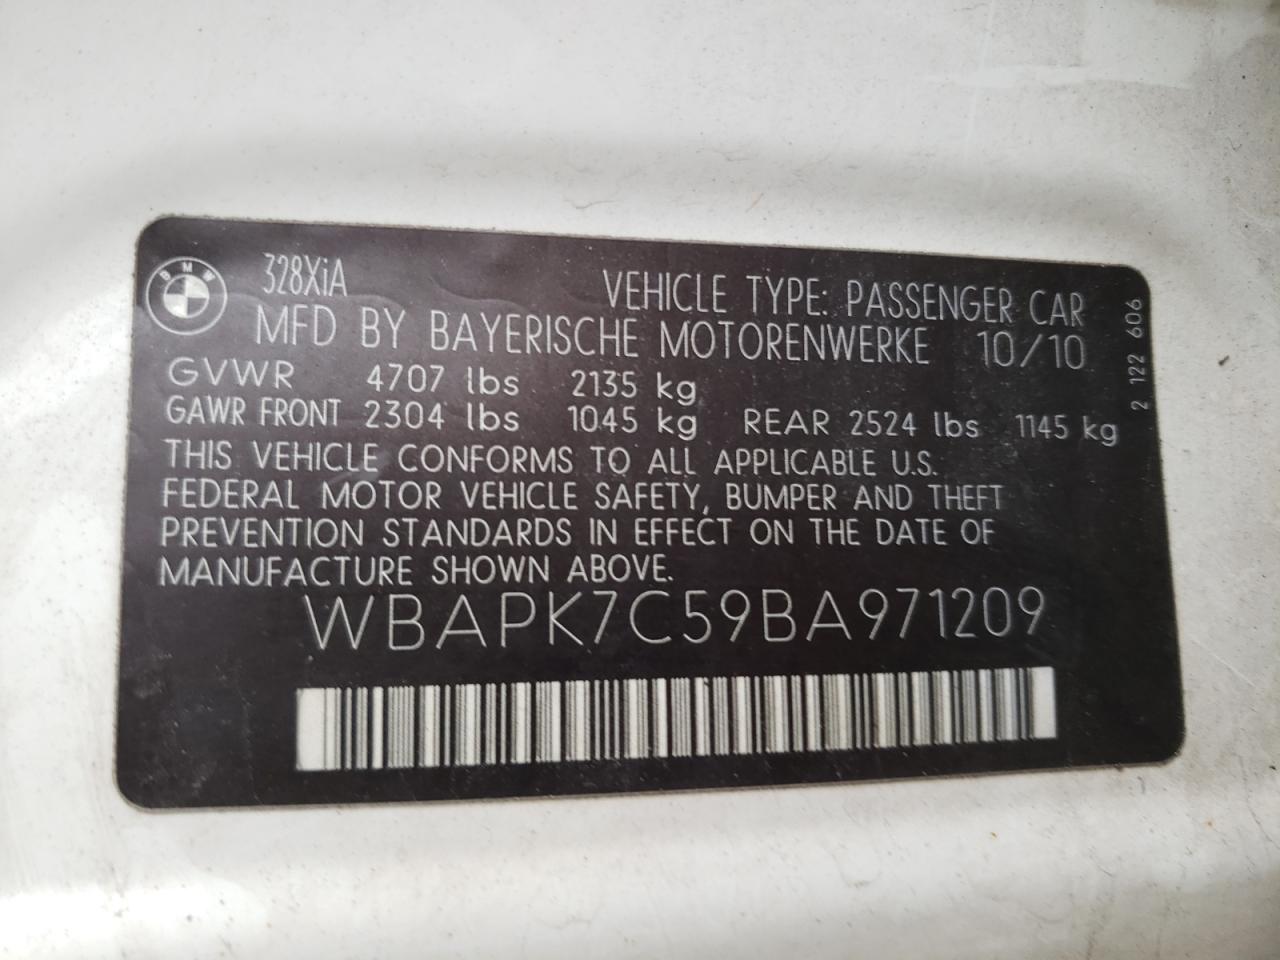 BMW
328XiA
VEHICLE TYPE: PASSENGER CAR
MFD BY BAYERISCHE MOTORENWERKE 10/10
GVWR 4707 lbs 2135 kg
GAWR FRONT 2304 lbs 1045 kg REAR 2524 lbs 1145 kg
THIS VEHICLE CONFORMS TO ALL APPLICABLE U.S.
FEDERAL MOTOR VEHICLE SAFETY, BUMPER AND THEFT
PREVENTION STANDARDS IN EFFECT ON THE DATE OF
MANUFACTURE SHOWN ABOVE.
WBAPK7C59BA971209
2 122 606